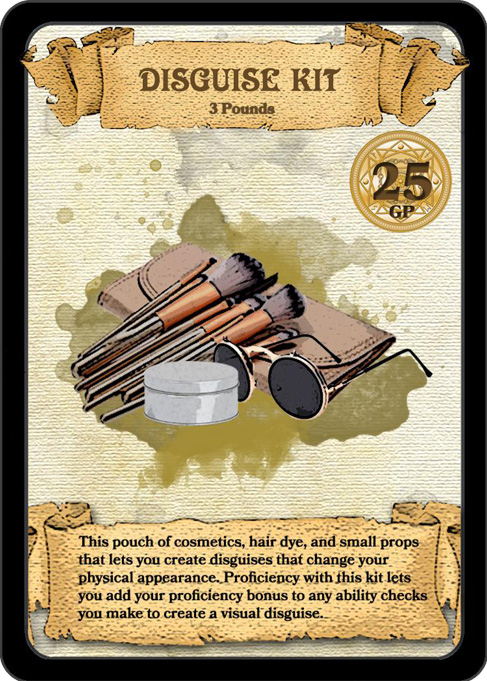 DISGUISE KIT
3 Pounds
25
GP
This pouch of cosmetics, hair dye, and small props
that lets you create disguises that change your
physical appearance. Proficiency with this kit lets
you add your proficiency bonus to any ability checks
you make to create a visual disguise.